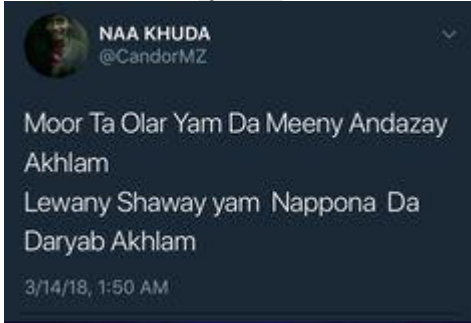 NAA KHUDA
@CandorMZ
Moor Ta Olar Yam Da Meeny Andazay
Akhlam
Lewany Shaway yam Nappona Da
Daryab Akhlam
3/14/18, 1:50 AM